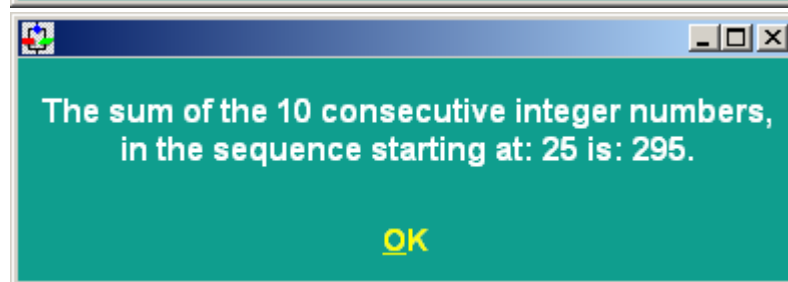 The sum of the 10 consecutive integer numbers,
in the sequence starting at: 25 is: 295.
OK